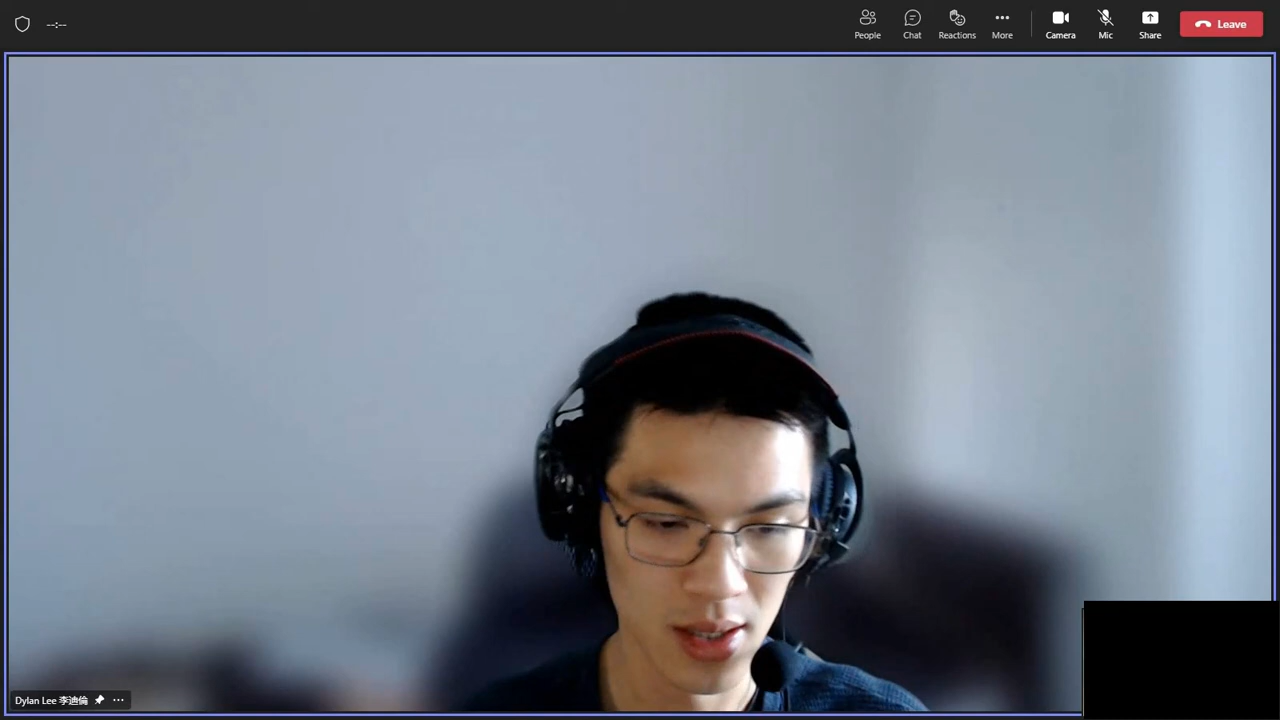 --:--
People
Chat
Reactions
More
Camera
Mic
Share
Leave
Dylan Lee 李迪倫